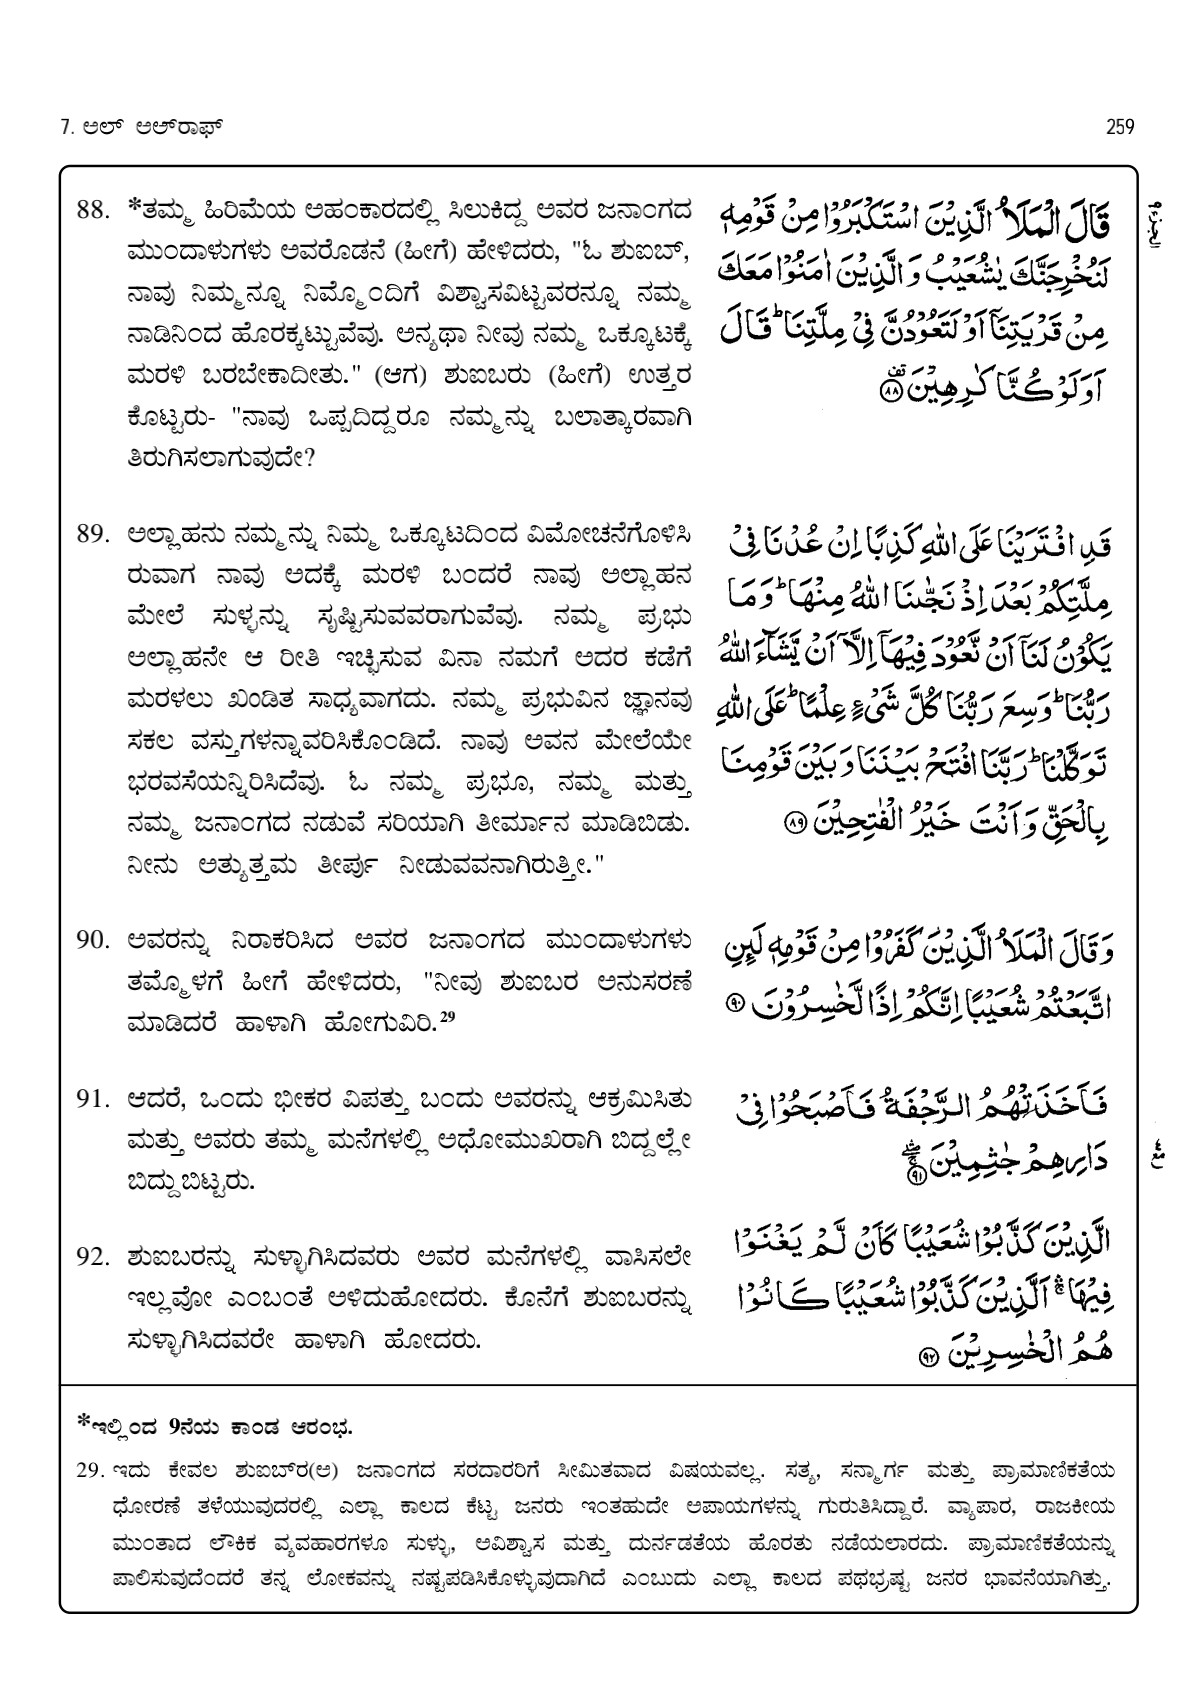 7. ಅಲ್ ಆಅ್‌ರಾಫ್
259
الجزء ٩
88. *ತಮ್ಮ ಹಿರಿಮೆಯ ಅಹಂಕಾರದಲ್ಲಿ ಸಿಲುಕಿದ್ದ ಅವರ ಜನಾಂಗದ
ಮುಂದಾಳುಗಳು ಅವರೊಡನೆ (ಹೀಗೆ) ಹೇಳಿದರು, "ಓ ಶುಐಬ್,
ನಾವು ನಿಮ್ಮನ್ನೂ ನಿಮ್ಮೊಂದಿಗೆ ವಿಶ್ವಾಸವಿಟ್ಟವರನ್ನೂ ನಮ್ಮ
ನಾಡಿನಿಂದ ಹೊರಕ್ಕಟ್ಟುವೆವು. ಅನ್ಯಥಾ ನೀವು ನಮ್ಮ ಒಕ್ಕೂಟಕ್ಕೆ
ಮರಳಿ ಬರಬೇಕಾದೀತು." (ಆಗ) ಶುಐಬರು (ಹೀಗೆ) ಉತ್ತರ
ಕೊಟ್ಟರು- "ನಾವು ಒಪ್ಪದಿದ್ದರೂ ನಮ್ಮನ್ನು ಬಲಾತ್ಕಾರವಾಗಿ
ತಿರುಗಿಸಲಾಗುವುದೇ?
قَالَ الْمَلَاُ الَّذِيْنَ اسْتَكْبَرُوْا مِنْ قَوْمِهٖ
لَنُخْرِجَنَّكَ يٰشُعَيْبُ وَالَّذِيْنَ اٰمَنُوْا مَعَكَ
مِنْ قَرْيَتِنَاۤ اَوْ لَتَعُوْدُنَّ فِيْ مِلَّتِنَا ؕ قَالَ
اَوَلَوْ كُنَّا كٰرِهِيْنَ ۟ۚ ﴿۸۸﴾
89. ಅಲ್ಲಾಹನು ನಮ್ಮನ್ನು ನಿಮ್ಮ ಒಕ್ಕೂಟದಿಂದ ವಿಮೋಚನೆಗೊಳಿಸಿ
ರುವಾಗ ನಾವು ಅದಕ್ಕೆ ಮರಳಿ ಬಂದರೆ ನಾವು ಅಲ್ಲಾಹನ
ಮೇಲೆ ಸುಳ್ಳನ್ನು ಸೃಷ್ಟಿಸುವವರಾಗುವೆವು. ನಮ್ಮ ಪ್ರಭು
ಅಲ್ಲಾಹನೇ ಆ ರೀತಿ ಇಚ್ಛಿಸುವ ವಿನಾ ನಮಗೆ ಅದರ ಕಡೆಗೆ
ಮರಳಲು ಖಂಡಿತ ಸಾಧ್ಯವಾಗದು. ನಮ್ಮ ಪ್ರಭುವಿನ ಜ್ಞಾನವು
ಸಕಲ ವಸ್ತುಗಳನ್ನಾವರಿಸಿಕೊಂಡಿದೆ. ನಾವು ಅವನ ಮೇಲೆಯೇ
ಭರವಸೆಯನ್ನಿರಿಸಿದೆವು. ಓ ನಮ್ಮ ಪ್ರಭೂ, ನಮ್ಮ ಮತ್ತು
ನಮ್ಮ ಜನಾಂಗದ ನಡುವೆ ಸರಿಯಾಗಿ ತೀರ್ಮಾನ ಮಾಡಿಬಿಡು.
ನೀನು ಅತ್ಯುತ್ತಮ ತೀರ್ಪು ನೀಡುವವನಾಗಿರುತ್ತೀ."
قَدِ افْتَرَيْنَا عَلَى اللّٰهِ كَذِبًا اِنْ عُدْنَا فِيْ
مِلَّتِكُمْ بَعْدَ اِذْ نَجّٰىنَا اللّٰهُ مِنْهَا ؕ وَمَا
يَكُوْنُ لَنَاۤ اَنْ نَّعُوْدَ فِيْهَاۤ اِلَّاۤ اَنْ يَّشَآءَ اللّٰهُ
رَبُّنَا ؕ وَسِعَ رَبُّنَا كُلَّ شَيْءٍ عِلْمًا ؕ عَلَى اللّٰهِ
تَوَكَّلْنَا ؕ رَبَّنَا افْتَحْ بَيْنَنَا وَبَيْنَ قَوْمِنَا
بِالْحَقِّ وَاَنْتَ خَيْرُ الْفٰتِحِيْنَ ﴿۸۹﴾
90. ಅವರನ್ನು ನಿರಾಕರಿಸಿದ ಅವರ ಜನಾಂಗದ ಮುಂದಾಳುಗಳು
ತಮ್ಮೊಳಗೆ ಹೀಗೆ ಹೇಳಿದರು, "ನೀವು ಶುಐಬರ ಅನುಸರಣೆ
ಮಾಡಿದರೆ ಹಾಳಾಗಿ ಹೋಗುವಿರಿ.29
وَقَالَ الْمَلَاُ الَّذِيْنَ كَفَرُوْا مِنْ قَوْمِهٖ لَىِٕنِ
اتَّبَعْتُمْ شُعَيْبًا اِنَّكُمْ اِذًا لَّخٰسِرُوْنَ ﴿۹۰﴾
91. ಆದರೆ, ಒಂದು ಭೀಕರ ವಿಪತ್ತು ಬಂದು ಅವರನ್ನು ಆಕ್ರಮಿಸಿತು
ಮತ್ತು ಅವರು ತಮ್ಮ ಮನೆಗಳಲ್ಲಿ ಅಧೋಮುಖರಾಗಿ ಬಿದ್ದಲ್ಲೇ
ಬಿದ್ದುಬಿಟ್ಟರು.
فَاَخَذَتْهُمُ الرَّجْفَةُ فَاَصْبَحُوْا فِيْ
دَارِهِمْ جٰثِمِيْنَ ﴿۹۱﴾
92. ಶುಐಬರನ್ನು ಸುಳ್ಳಾಗಿಸಿದವರು ಅವರ ಮನೆಗಳಲ್ಲಿ ವಾಸಿಸಲೇ
ಇಲ್ಲವೋ ಎಂಬಂತೆ ಅಳಿದುಹೋದರು. ಕೊನೆಗೆ ಶುಐಬರನ್ನು
ಸುಳ್ಳಾಗಿಸಿದವರೇ ಹಾಳಾಗಿ ಹೋದರು.
الَّذِيْنَ كَذَّبُوْا شُعَيْبًا كَاَنْ لَّمْ يَغْنَوْا
فِيْهَا ۛۚ اَلَّذِيْنَ كَذَّبُوْا شُعَيْبًا كَانُوْا
هُمُ الْخٰسِرِيْنَ ﴿۹۲﴾
*ಇಲ್ಲಿಂದ 9ನೆಯ ಕಾಂಡ ಆರಂಭ.
29. ಇದು ಕೇವಲ ಶುಐಬ್‌ರ(ಅ) ಜನಾಂಗದ ಸರದಾರರಿಗೆ ಸೀಮಿತವಾದ ವಿಷಯವಲ್ಲ. ಸತ್ಯ, ಸನ್ಮಾರ್ಗ ಮತ್ತು ಪ್ರಾಮಾಣಿಕತೆಯ
ಧೋರಣೆ ತಳೆಯುವುದರಲ್ಲಿ ಎಲ್ಲಾ ಕಾಲದ ಕೆಟ್ಟ ಜನರು ಇಂತಹುದೇ ಅಪಾಯಗಳನ್ನು ಗುರುತಿಸಿದ್ದಾರೆ. ವ್ಯಾಪಾರ, ರಾಜಕೀಯ
ಮುಂತಾದ ಲೌಕಿಕ ವ್ಯವಹಾರಗಳೂ ಸುಳ್ಳು, ಅವಿಶ್ವಾಸ ಮತ್ತು ದುರ್ನಡತೆಯ ಹೊರತು ನಡೆಯಲಾರದು. ಪ್ರಾಮಾಣಿಕತೆಯನ್ನು
ಪಾಲಿಸುವುದೆಂದರೆ ತನ್ನ ಲೋಕವನ್ನು ನಷ್ಟಪಡಿಸಿಕೊಳ್ಳುವುದಾಗಿದೆ ಎಂಬುದು ಎಲ್ಲಾ ಕಾಲದ ಪಥಭ್ರಷ್ಟ ಜನರ ಭಾವನೆಯಾಗಿತ್ತು.